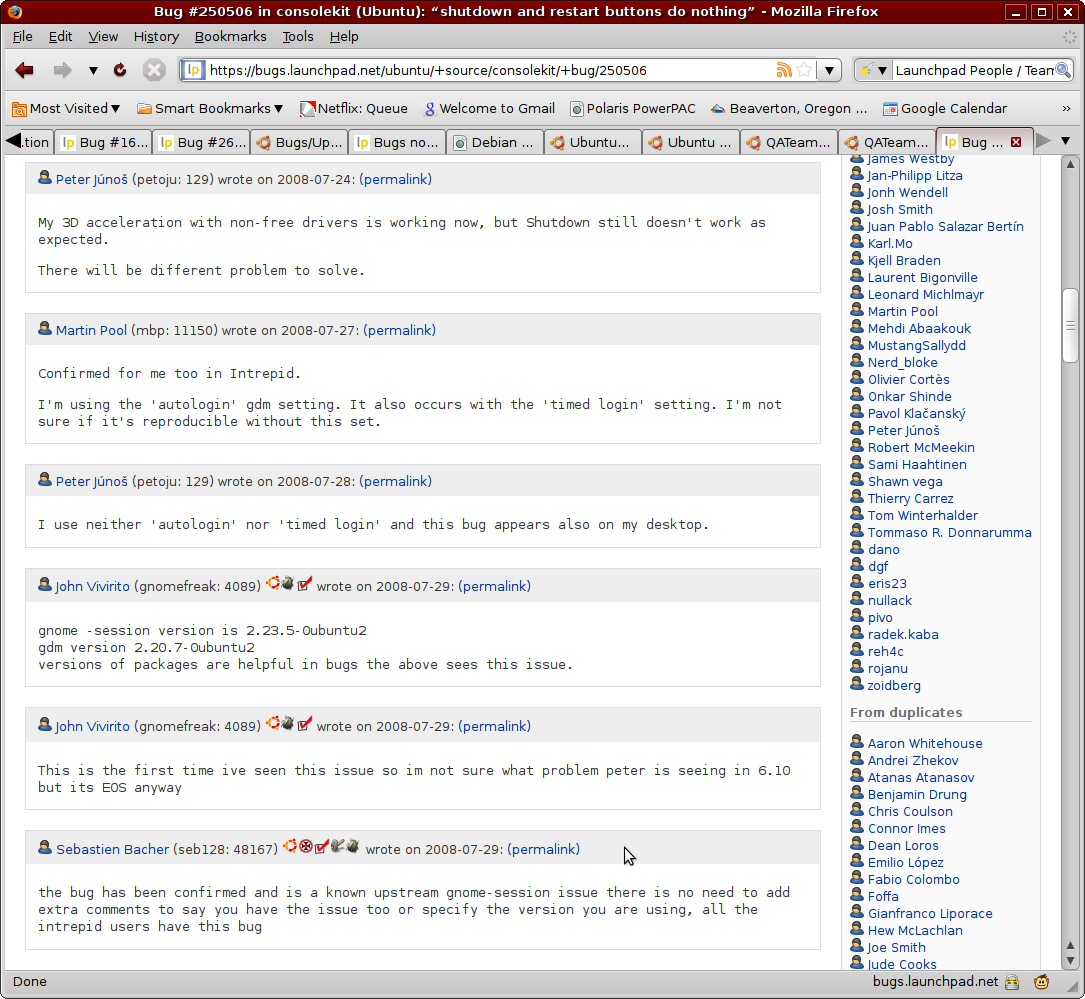 Bug #250506 in consolekit (Ubuntu): “shutdown and restart buttons do nothing” - Mozilla Firefox
File Edit View History Bookmarks Tools Help
lp https://bugs.launchpad.net/ubuntu/+source/consolekit/+bug/250506 Launchpad People / Team
Most Visited Smart Bookmarks Netflix: Queue Welcome to Gmail Polaris PowerPAC Beaverton, Oregon ... Google Calendar »
.tion lp Bug #16... lp Bug #26... Bugs/Up... lp Bugs no... Debian ... Ubuntu... Ubuntu ... QATeam... QATeam... lp Bug ...
Peter Júnoš (petoju: 129) wrote on 2008-07-24: (permalink)
My 3D acceleration with non-free drivers is working now, but Shutdown still doesn't work as
expected.
There will be different problem to solve.
Martin Pool (mbp: 11150) wrote on 2008-07-27: (permalink)
Confirmed for me too in Intrepid.
I'm using the 'autologin' gdm setting. It also occurs with the 'timed login' setting. I'm not
sure if it's reproducible without this set.
Peter Júnoš (petoju: 129) wrote on 2008-07-28: (permalink)
I use neither 'autologin' nor 'timed login' and this bug appears also on my desktop.
John Vivirito (gnomefreak: 4089) wrote on 2008-07-29: (permalink)
gnome -session version is 2.23.5-0ubuntu2
gdm version 2.20.7-0ubuntu2
versions of packages are helpful in bugs the above sees this issue.
John Vivirito (gnomefreak: 4089) wrote on 2008-07-29: (permalink)
This is the first time ive seen this issue so im not sure what problem peter is seeing in 6.10
but its EOS anyway
Sebastien Bacher (seb128: 48167) wrote on 2008-07-29: (permalink)
the bug has been confirmed and is a known upstream gnome-session issue there is no need to add
extra comments to say you have the issue too or specify the version you are using, all the
intrepid users have this bug
James Westby
Jan-Philipp Litza
Jonh Wendell
Josh Smith
Juan Pablo Salazar Bertín
Karl.Mo
Kjell Braden
Laurent Bigonville
Leonard Michlmayr
Martin Pool
Mehdi Abaakouk
MustangSallydd
Nerd_bloke
Olivier Cortès
Onkar Shinde
Pavol Klačanský
Peter Júnoš
Robert McMeekin
Sami Haahtinen
Shawn vega
Thierry Carrez
Tom Winterhalder
Tommaso R. Donnarumma
dano
dgf
eris23
nullack
pivo
radek.kaba
reh4c
rojanu
zoidberg
From duplicates
Aaron Whitehouse
Andrei Zhekov
Atanas Atanasov
Benjamin Drung
Chris Coulson
Connor Imes
Dean Loros
Emilio López
Fabio Colombo
Foffa
Gianfranco Liporace
Hew McLachlan
Joe Smith
Jude Cooks
Done bugs.launchpad.net